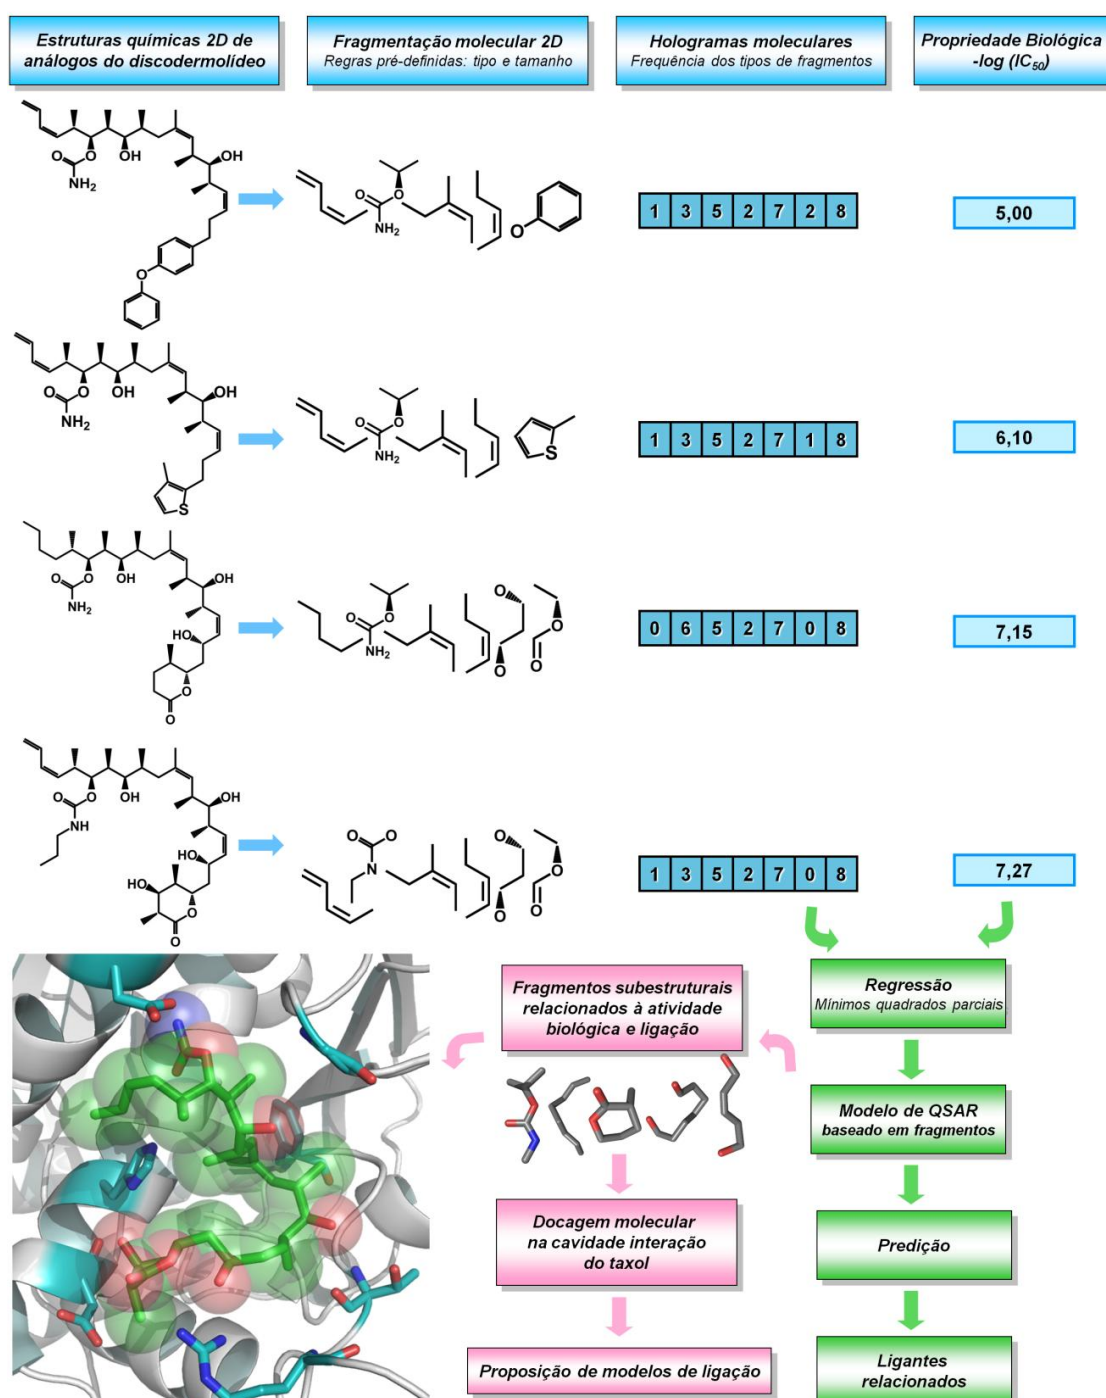 Estruturas químicas 2D de
análogos do discodermolídeo
Fragmentação molecular 2D
Regras pré-definidas: tipo e tamanho
Hologramas moleculares
Frequência dos tipos de fragmentos
Propriedade Biológica
-log (IC50)
O
O
OH
OH
NH2
O
O
O
NH2
O
1 3 5 2 7 2 8
5,00
O
O
OH
OH
NH2
S
O
O
NH2
S
1 3 5 2 7 1 8
6,10
O
O
OH
OH
NH2
HO
O
O
O
O
NH2
O
O
O
O
0 6 5 2 7 0 8
7,15
O
O
OH
OH
NH
HO
HO
O
O
O
O
N
O
O
O
O
1 3 5 2 7 0 8
7,27
Fragmentos subestruturais
relacionados à atividade
biológica e ligação
Regressão
Mínimos quadrados parciais
Modelo de QSAR
baseado em fragmentos
Docagem molecular
na cavidade interação
do taxol
Predição
Proposição de modelos de ligação
Ligantes
relacionados